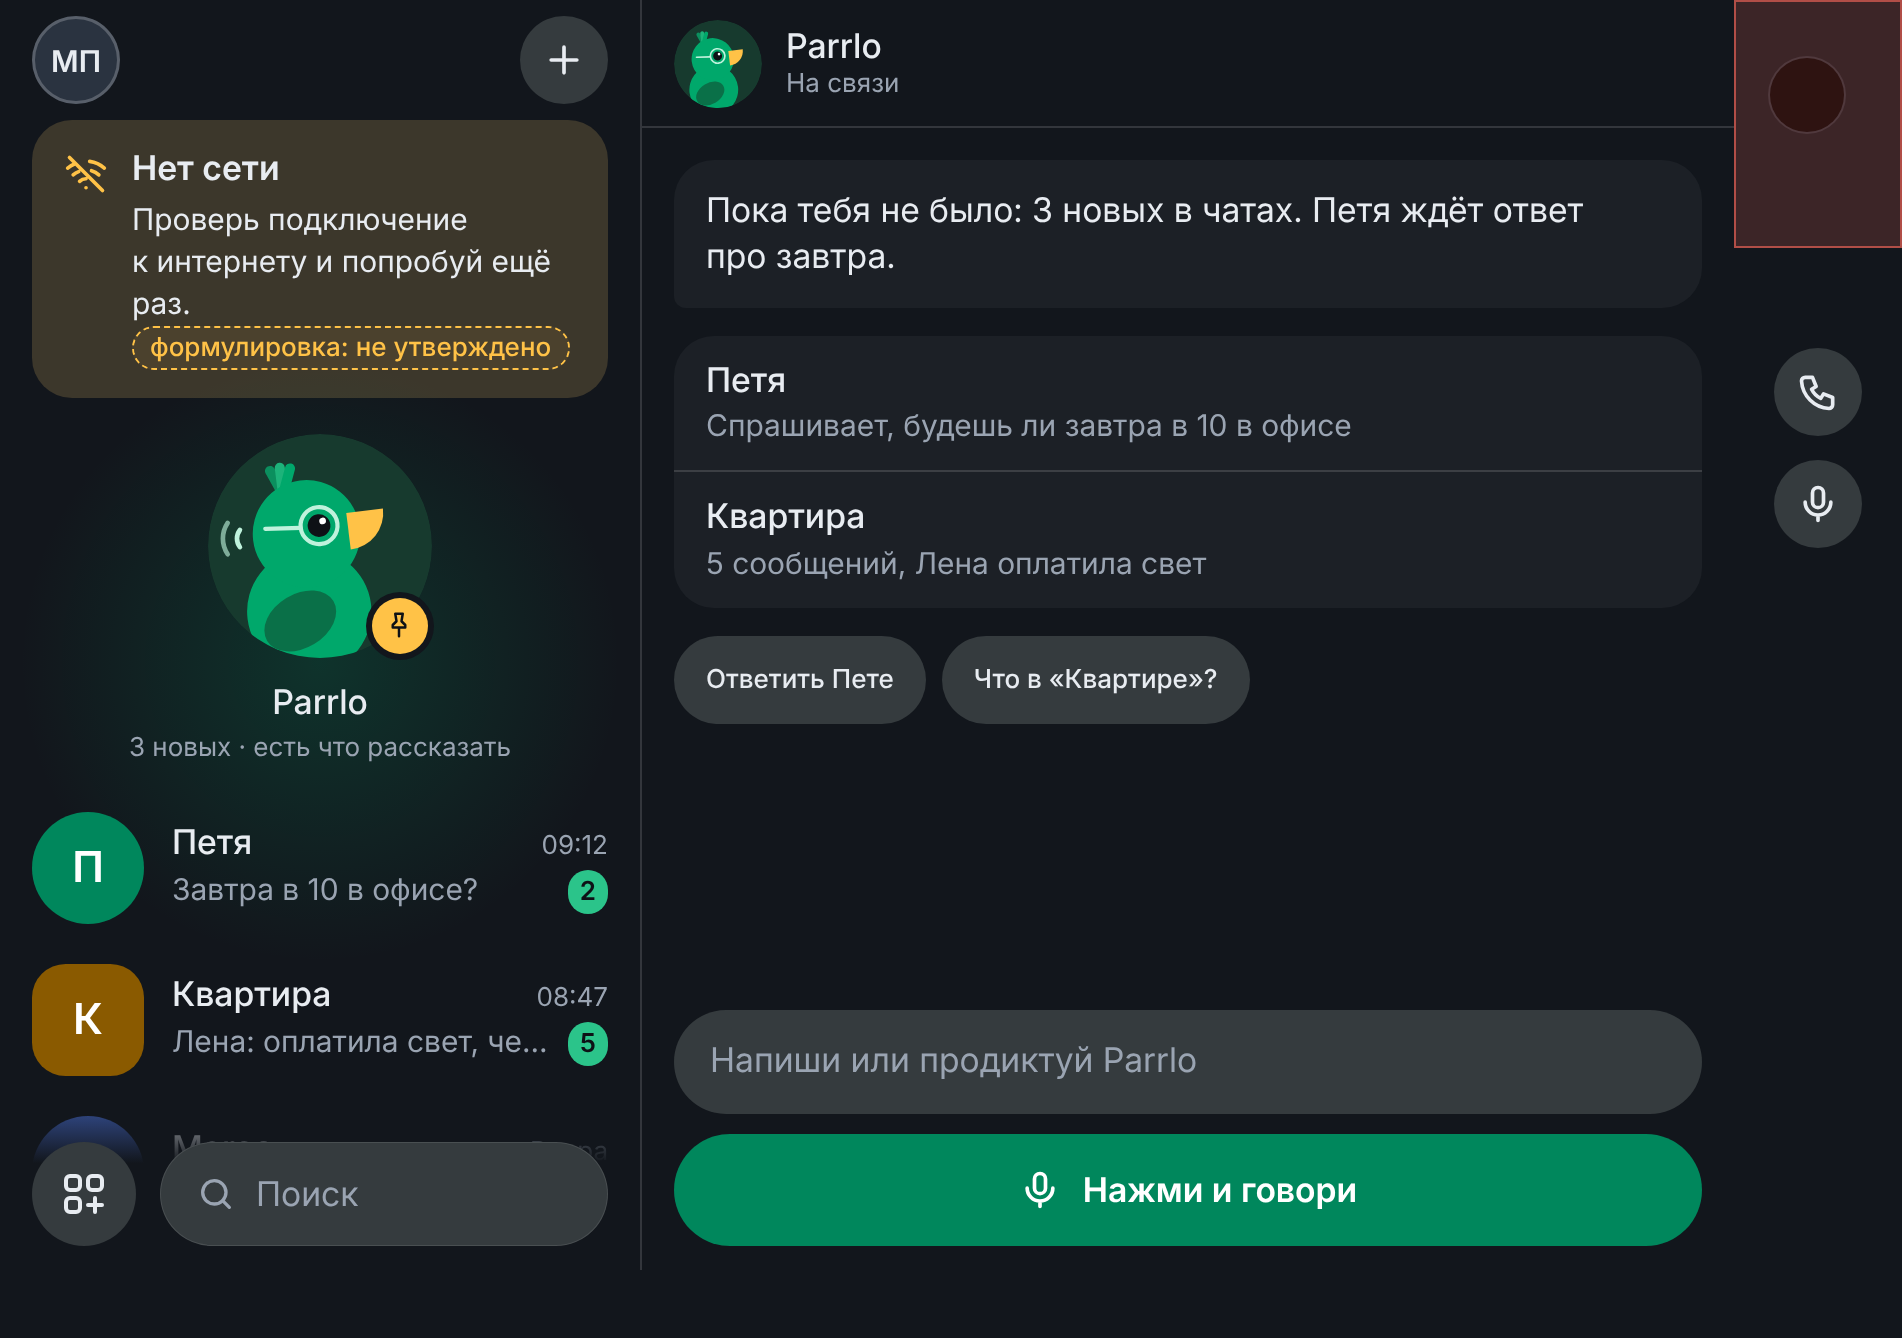 МП
Нет сети
Проверь подключение
к интернету и попробуй ещё
раз.
формулировка: не утверждено
Parrlo
3 новых · есть что рассказать
Петя
09:12
Завтра в 10 в офисе?
2
П
Квартира
08:47
Лена: оплатила свет, че...
5
К
Поиск
Parrlo
На связи
Пока тебя не было: 3 новых в чатах. Петя ждёт ответ
про завтра.
Петя
Спрашивает, будешь ли завтра в 10 в офисе
Квартира
5 сообщений, Лена оплатила свет
Ответить Пете
Что в «Квартире»?
Напиши или продиктуй Parrlo
Нажми и говори